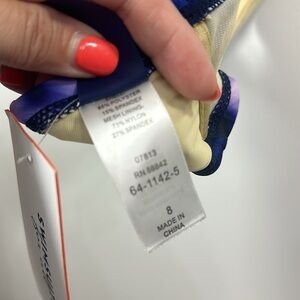 85% POLYESTER
15% SPANDEX
MESH LINING:
73% NYLON
27% SPANDEX
07813
RN 88842
64-1142-5
8
MADE IN
CHINA